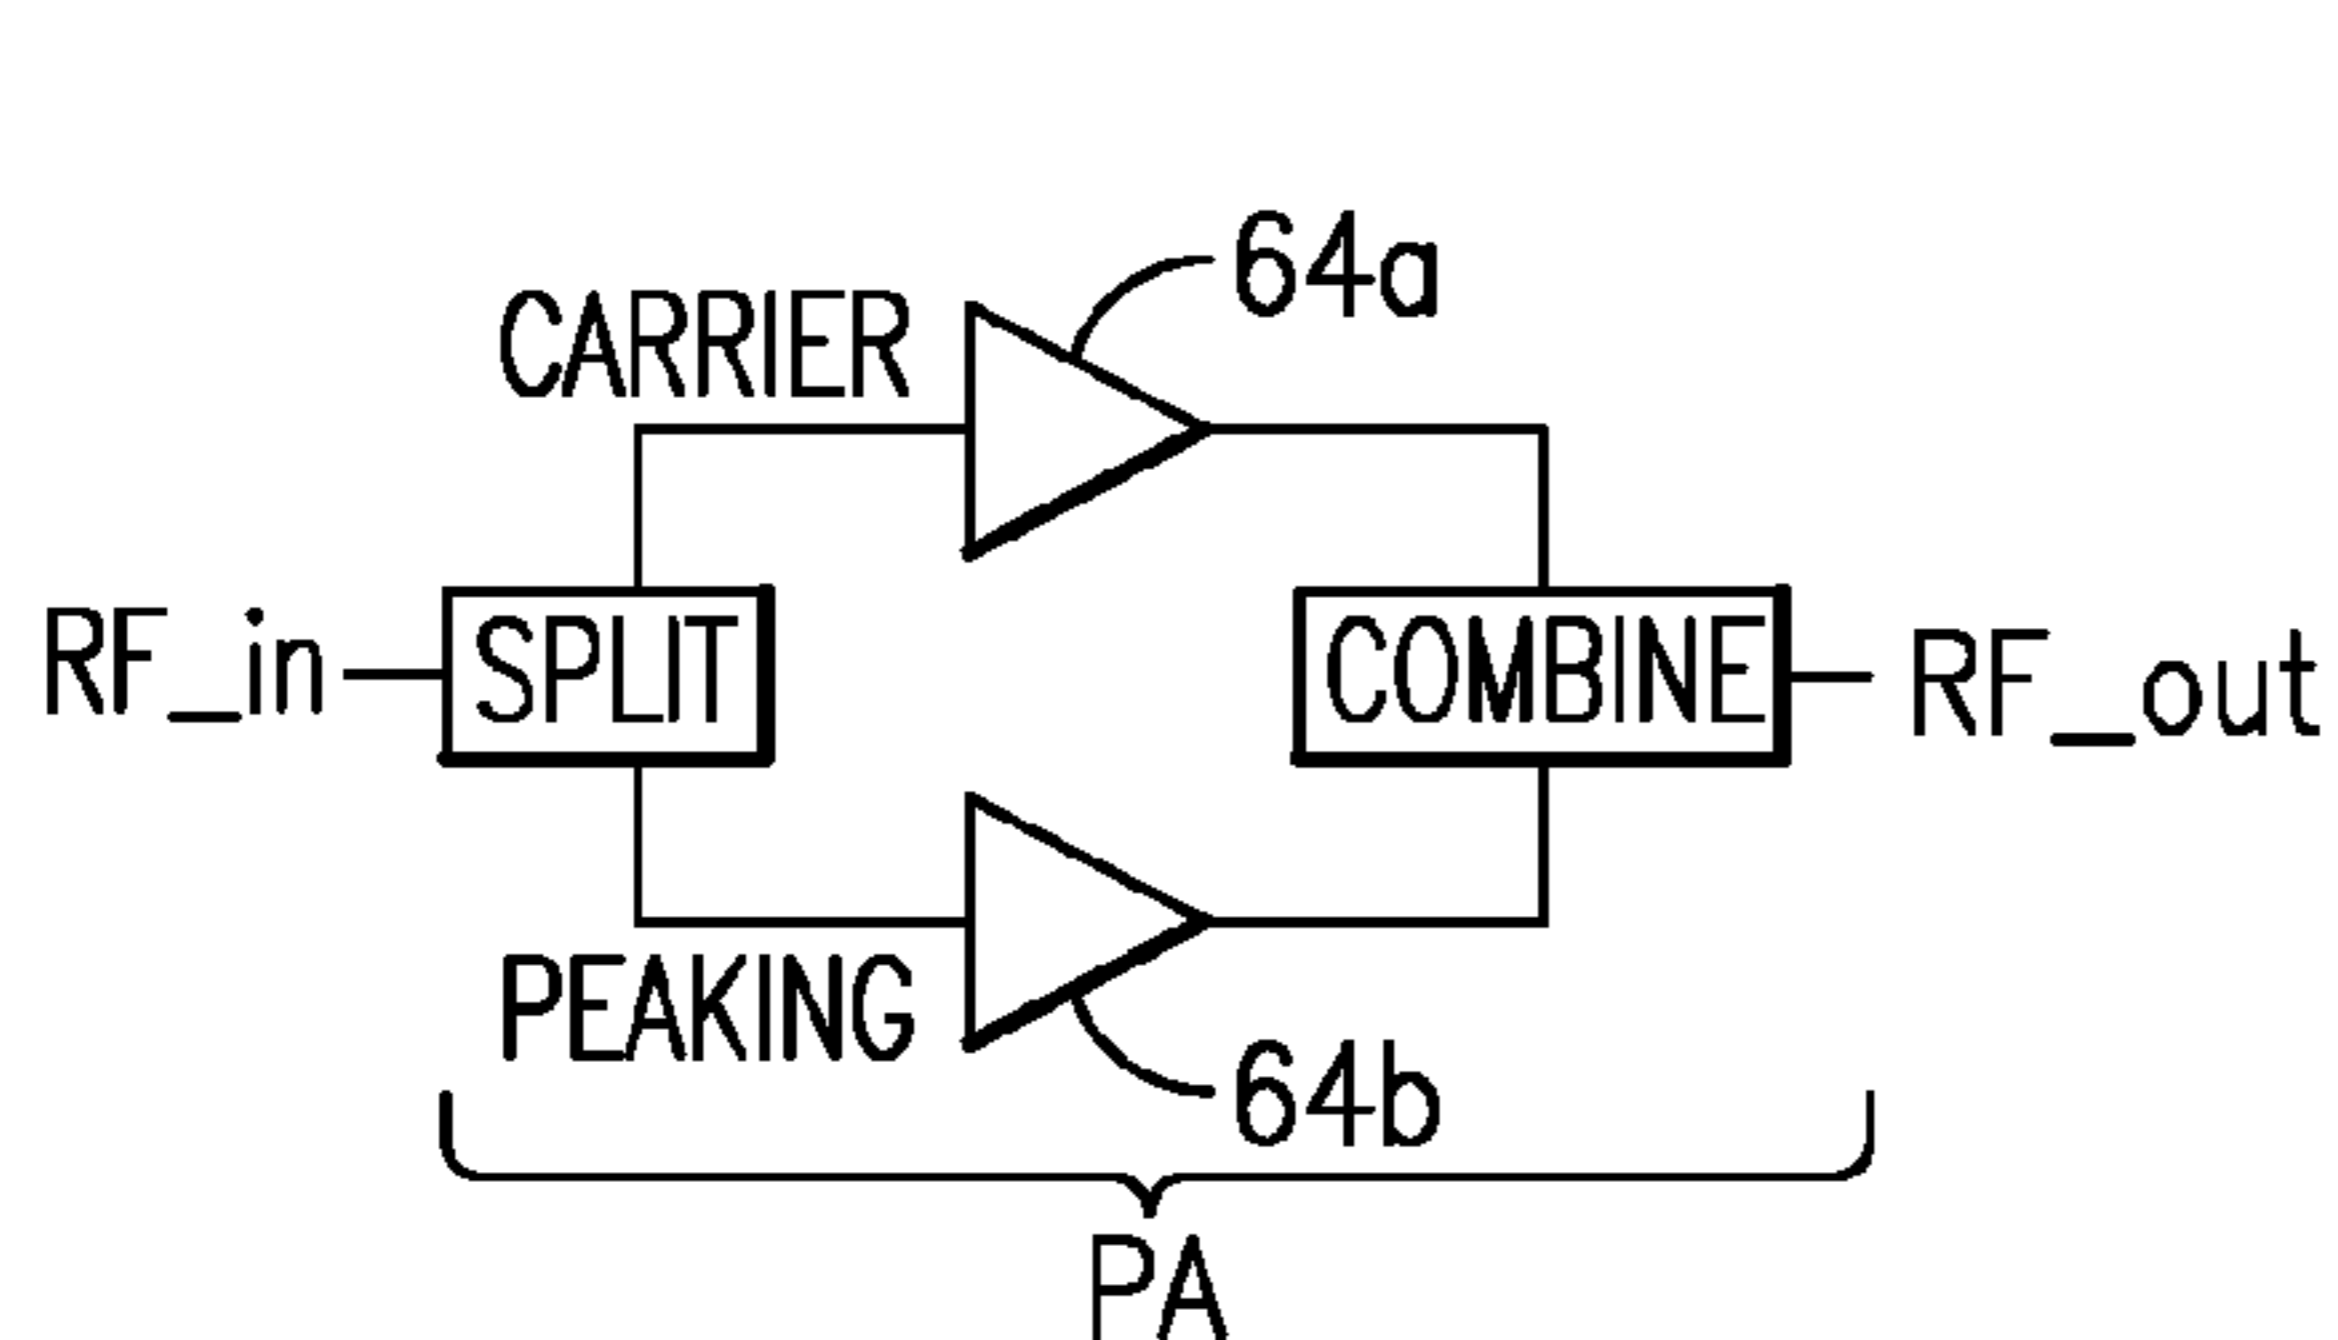 64a
CARRIER
RF_in
SPLIT
COMBINE
RF_out
PEAKING
64b
PA